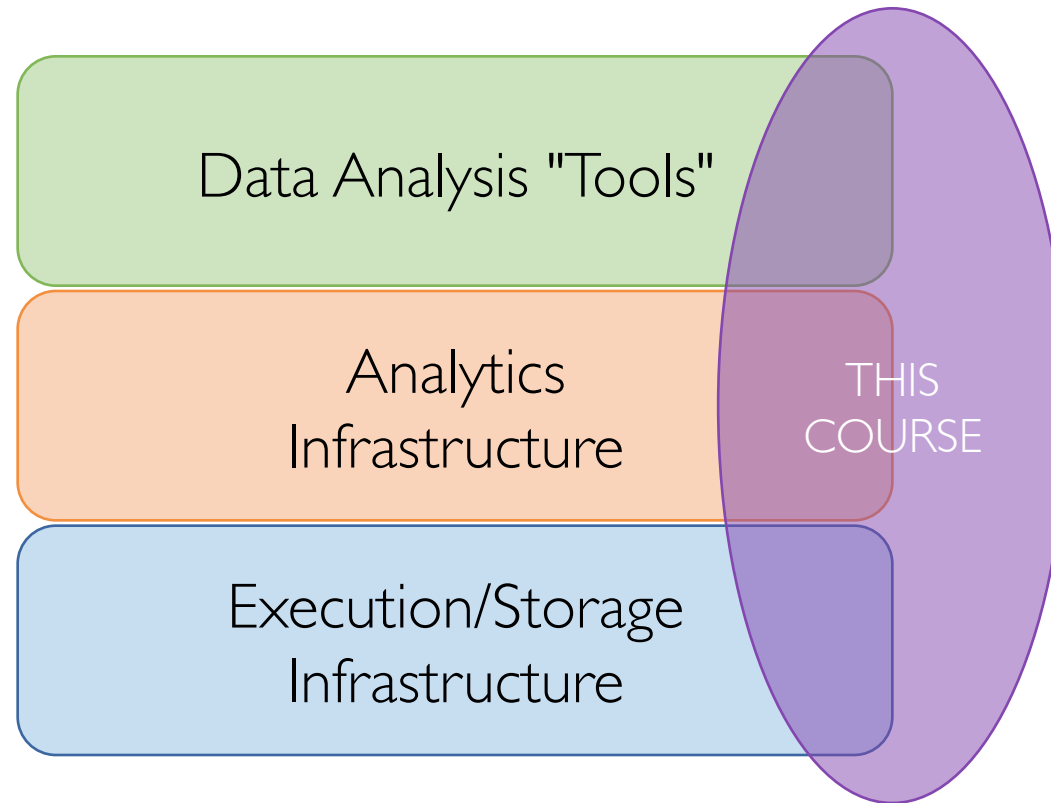 Data Analysis "Tools"
Analytics
Infrastructure
THIS
COURSE
Execution/Storage
Infrastructure